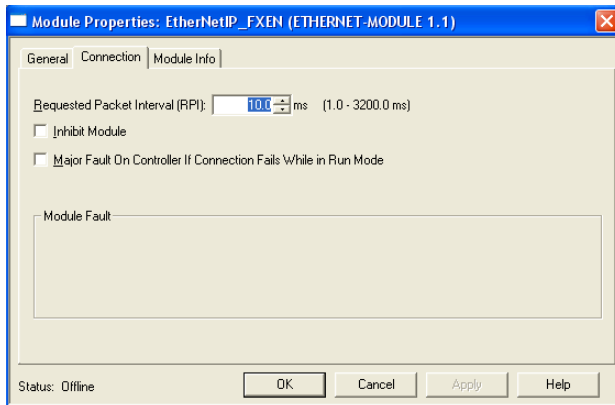 Module Properties: EtherNetIP_FXEN (ETHERNET-MODULE 1.1)
General Connection Module Info
Requested Packet Interval (RPI): 10.0 ms (1.0 - 3200.0 ms)
Inhibit Module
Major Fault On Controller If Connection Fails While in Run Mode
Module Fault
Status: Offline OK Cancel Apply Help